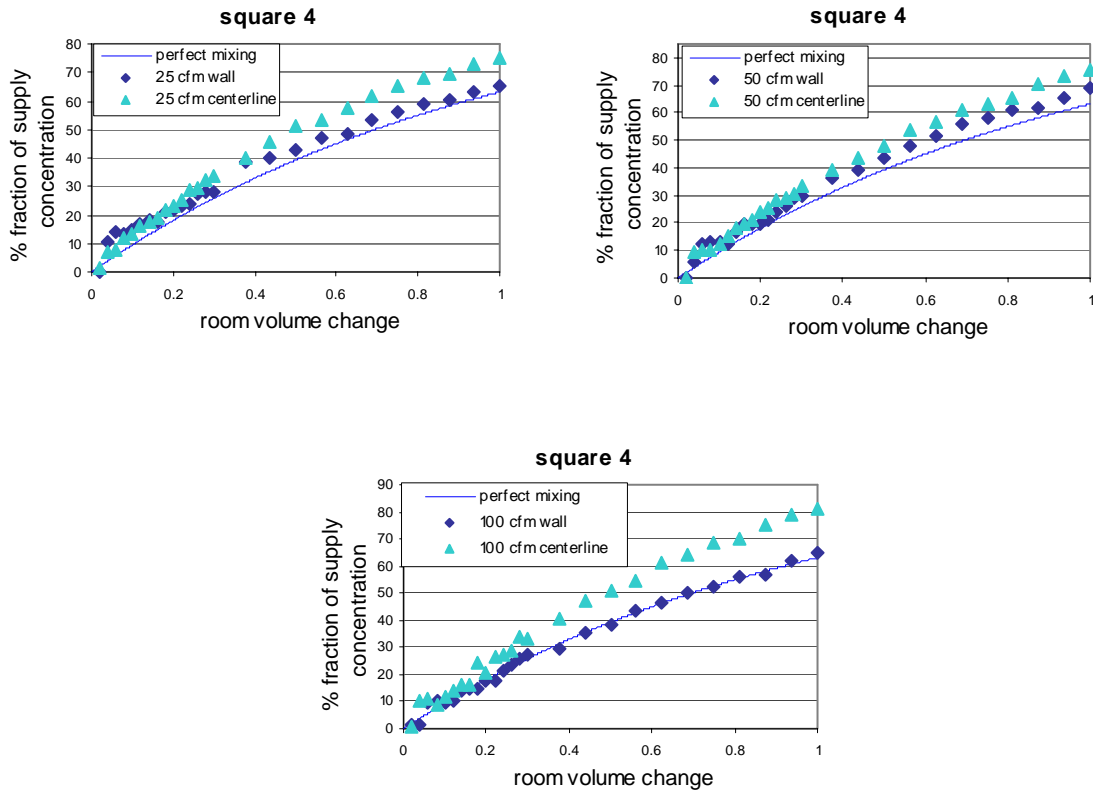 square 4
80
70
60
50
40
30
20
10
0
% fraction of supply
concentration
perfect mixing
25 cfm wall
25 cfm centerline
0 0.2 0.4 0.6 0.8 1
room volume change
square 4
80
70
60
50
40
30
20
10
0
% fraction of supply
concentration
perfect mixing
50 cfm wall
50 cfm centerline
0 0.2 0.4 0.6 0.8 1
room volume change
square 4
90
80
70
60
50
40
30
20
10
0
% fraction of supply
concentration
perfect mixing
100 cfm wall
100 cfm centerline
0 0.2 0.4 0.6 0.8 1
room volume change